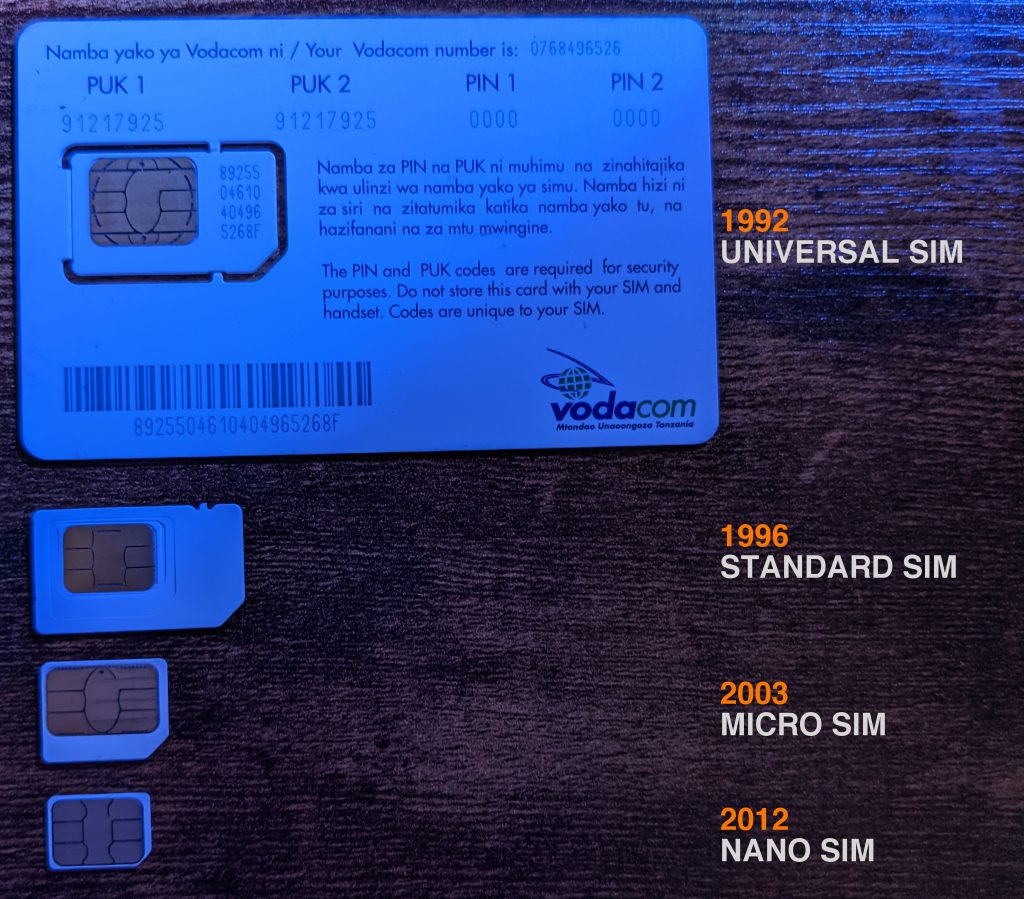 Namba yako ya Vodacom ni / Your Vodacom number is: 0768496526
PUK 1 PUK 2 PIN 1 PIN 2
91217925 91217925 0000 0000
89255
04610
40496
5268F
Namba za PIN na PUK ni muhimu na zinahitajika
kwa ulinzi wa namba yako ya simu. Namba hizi ni
za siri na zitatumika katika namba yako tu, na
hazifanani na za mtu mwingine.
The PIN and PUK codes are required for security
purposes. Do not store this card with your SIM and
handset. Codes are unique to your SIM.
8925504610404965268F
vodacom
Mtandao Unaoongoza Tanzania
1992
UNIVERSAL SIM
1996
STANDARD SIM
2003
MICRO SIM
2012
NANO SIM